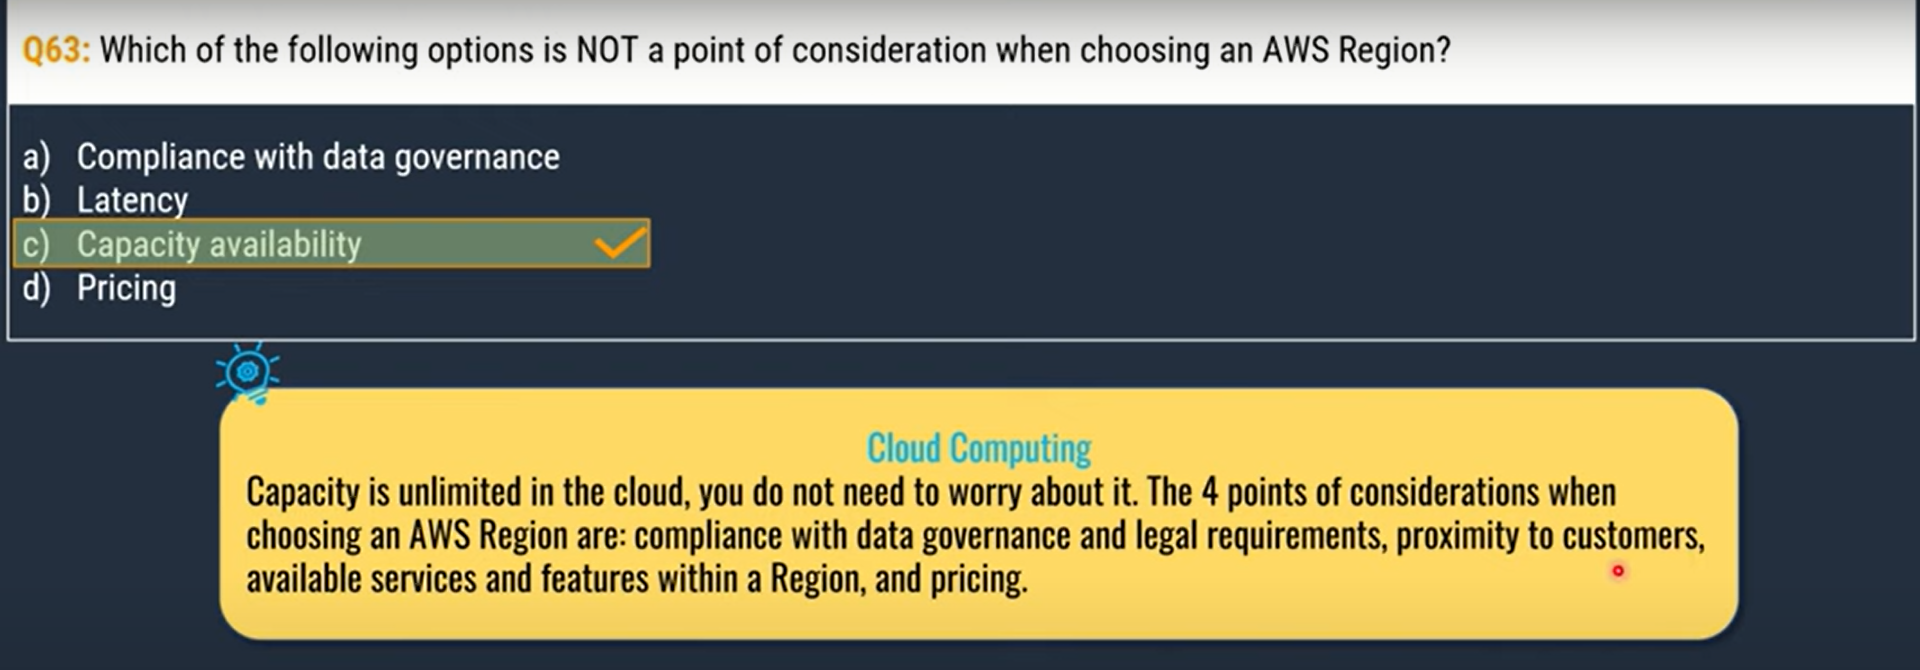 Q63: Which of the following options is NOT a point of consideration when choosing an AWS Region?
a) Compliance with data governance
b) Latency
c) Capacity availability
d) Pricing
Cloud Computing
Capacity is unlimited in the cloud, you do not need to worry about it. The 4 points of considerations when
choosing an AWS Region are: compliance with data governance and legal requirements, proximity to customers,
available services and features within a Region, and pricing.